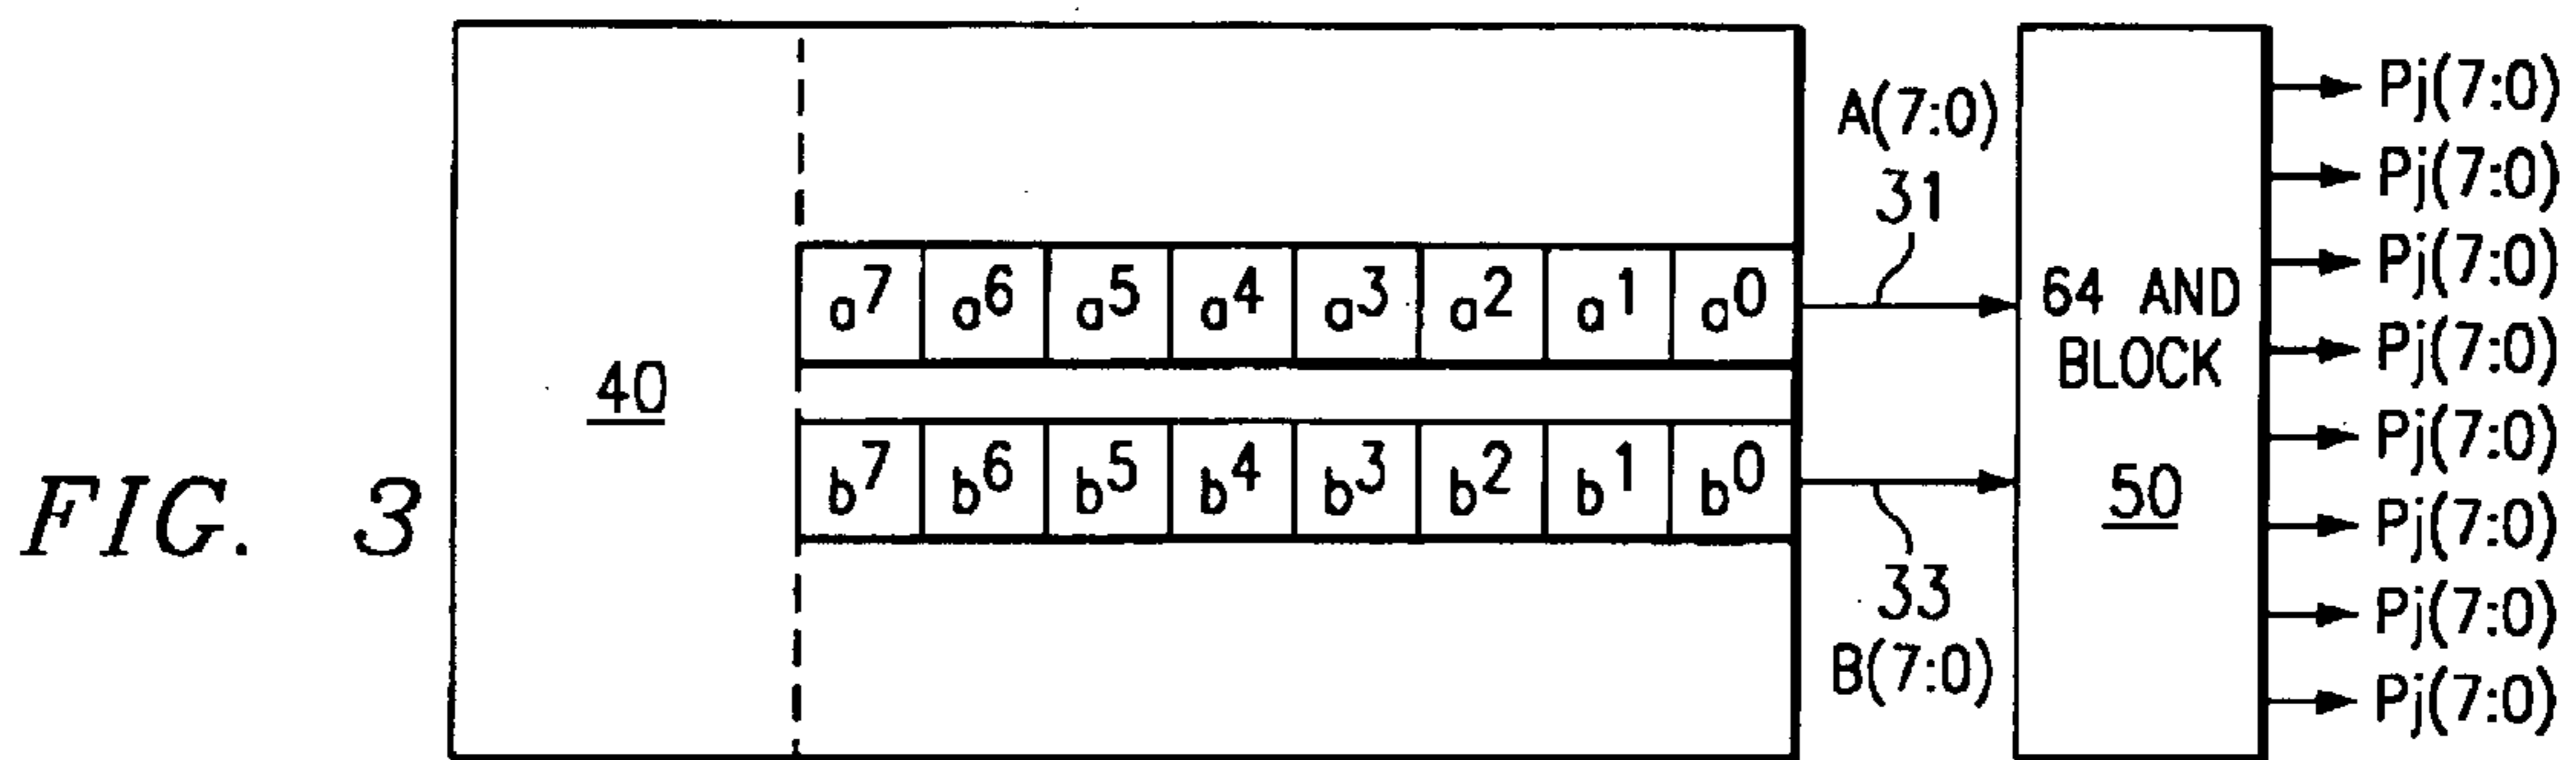 FIG. 3
40
a7 a6 a5 a4 a3 a2 a1 a0
b7 b6 b5 b4 b3 b2 b1 b0
A(7:0)
31
33
B(7:0)
64 AND
BLOCK
50
Pj(7:0)
Pj(7:0)
Pj(7:0)
Pj(7:0)
Pj(7:0)
Pj(7:0)
Pj(7:0)
Pj(7:0)